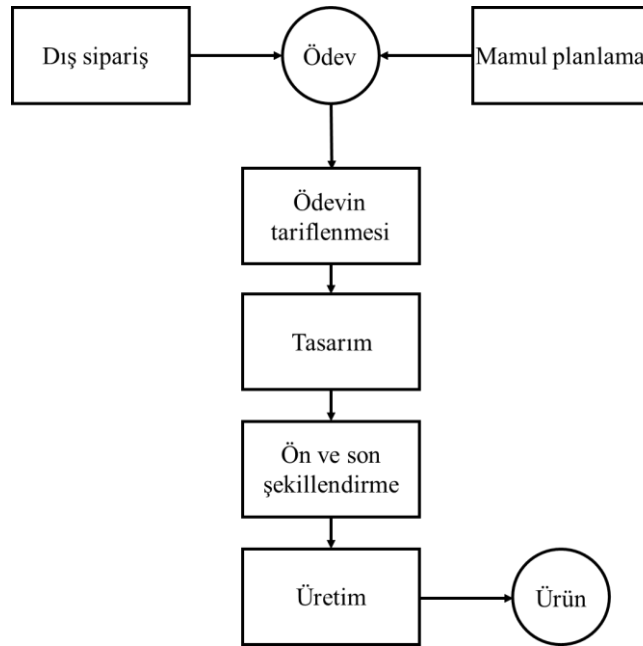 Dış sipariş
Ödev
Mamul planlama
Ödevin
tariflenmesi
Tasarım
Ön ve son
şekillendirme
Üretim
Ürün